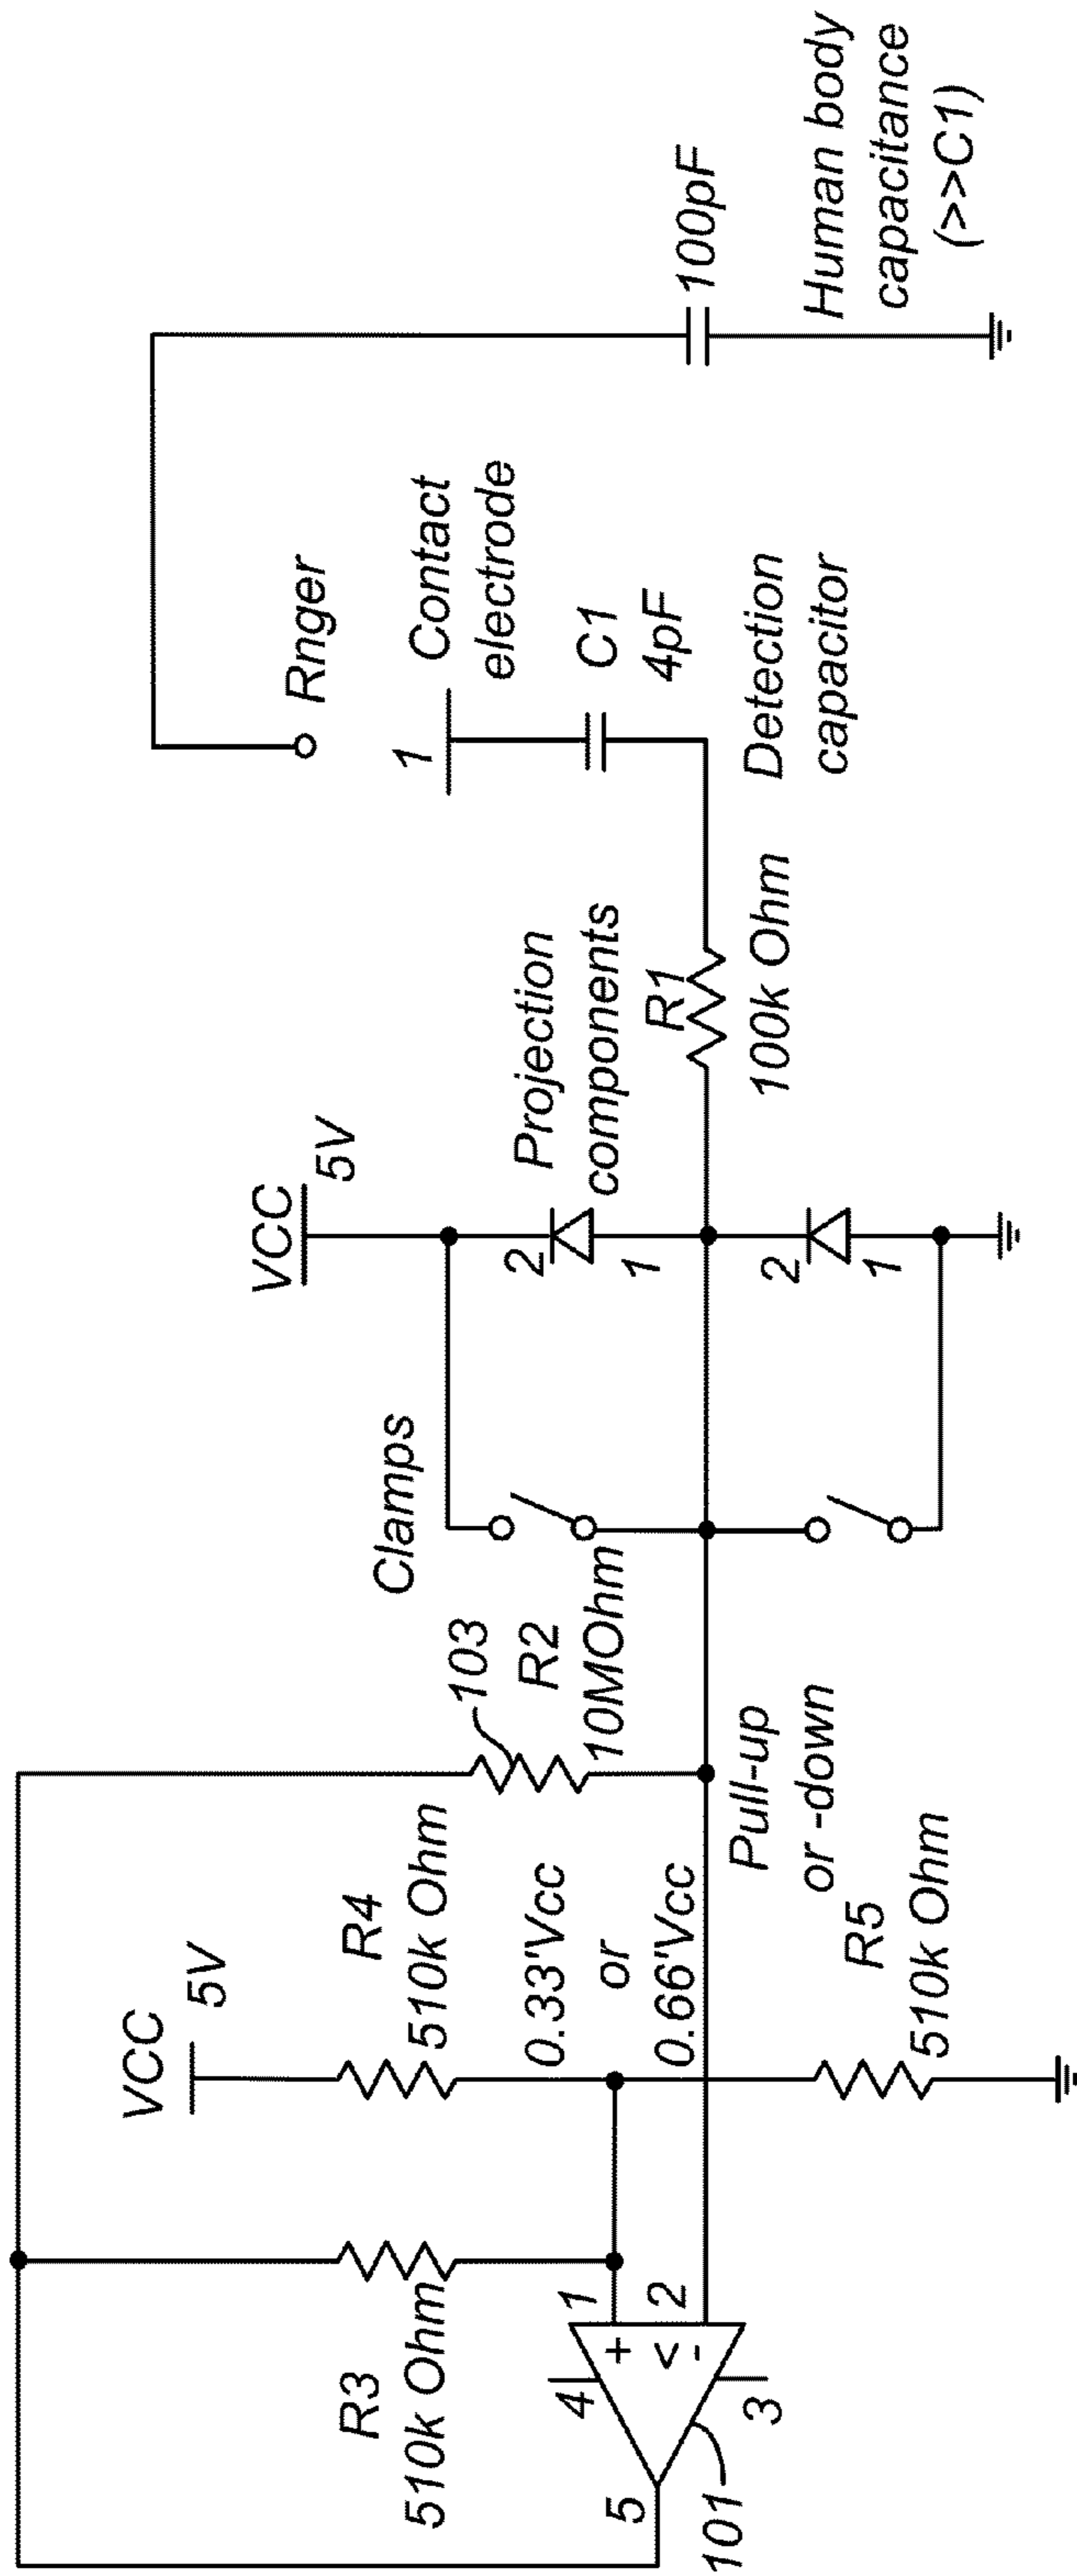 VCC
5V
R3
510k Ohm
R4
510k Ohm
0.33'Vcc
or
0.66'Vcc
4
1
+
<
-
2
5
3
101
R5
510k Ohm
103
R2
10MOhm
Pull-up
or -down
Clamps
VCC
5V
2
1
2
1
Projection
components
R1
100k Ohm
Rnger
1
Contact
electrode
C1
4pF
Detection
capacitor
100pF
Human body
capacitance
(>>C1)